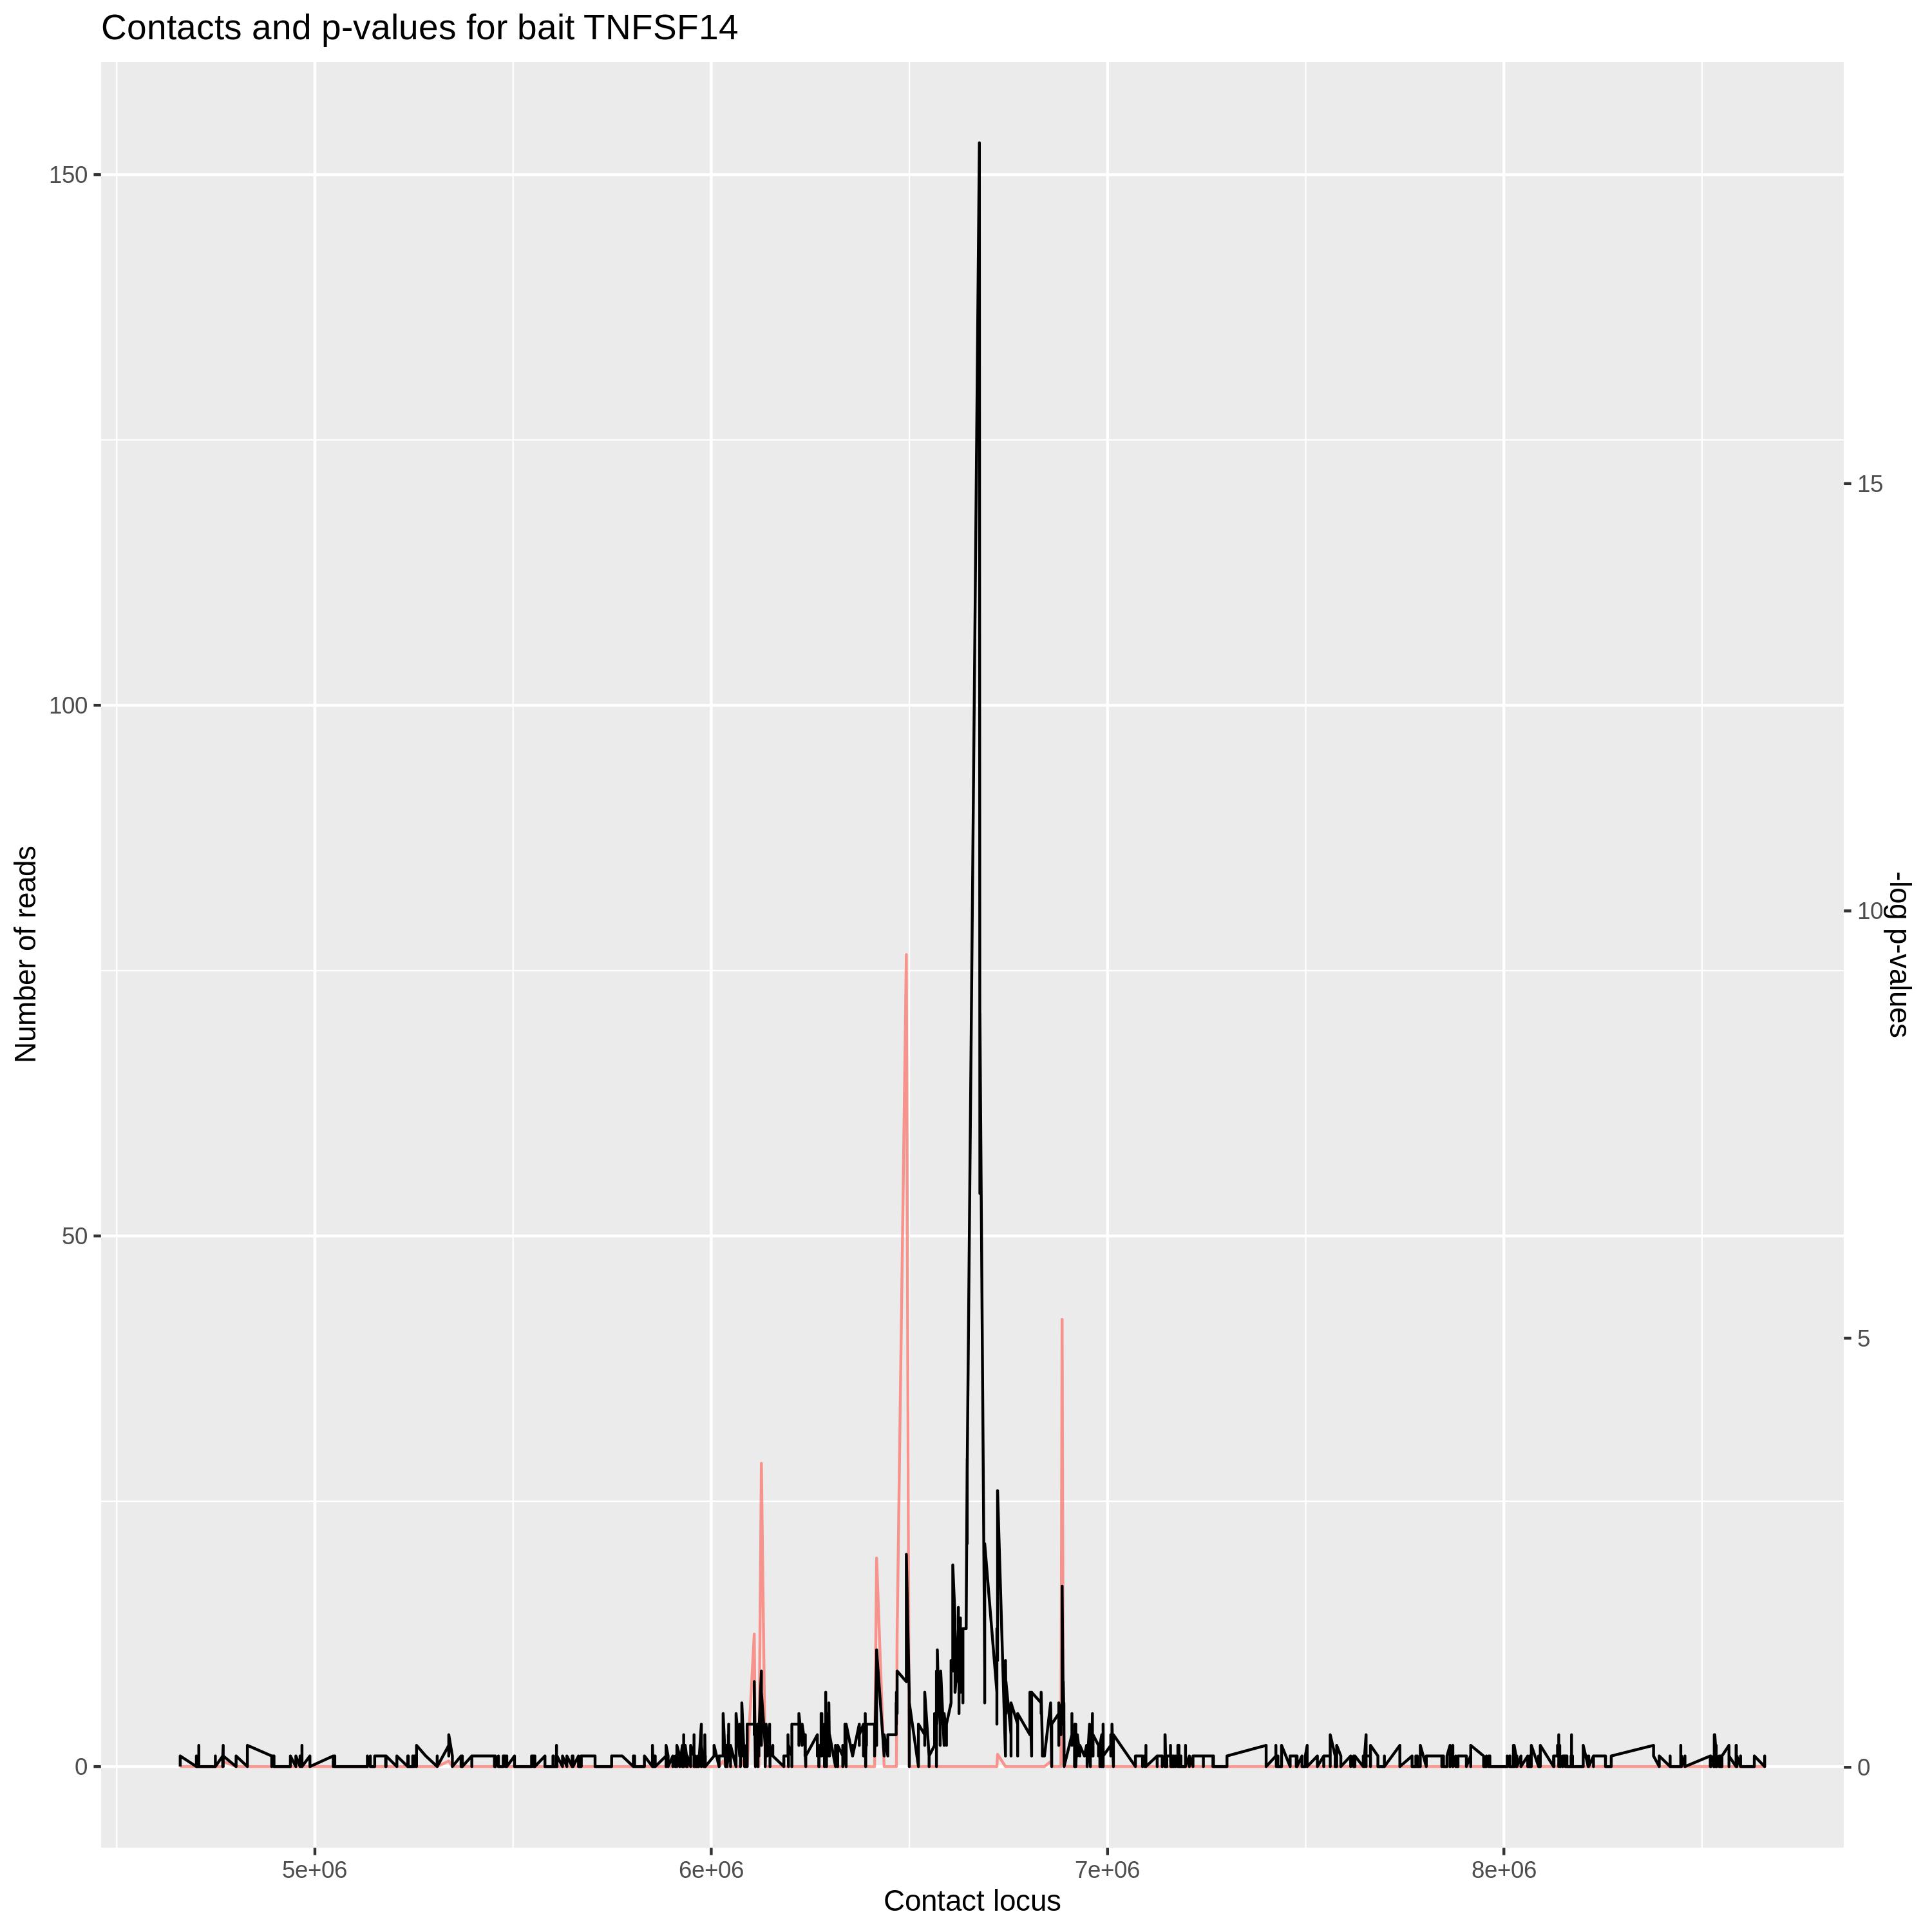 Contacts and p-values for bait TNFSF14
150
100
50
0
Number of reads
15
10
5
0
-log p-values
5e+06
6e+06
7e+06
8e+06
Contact locus